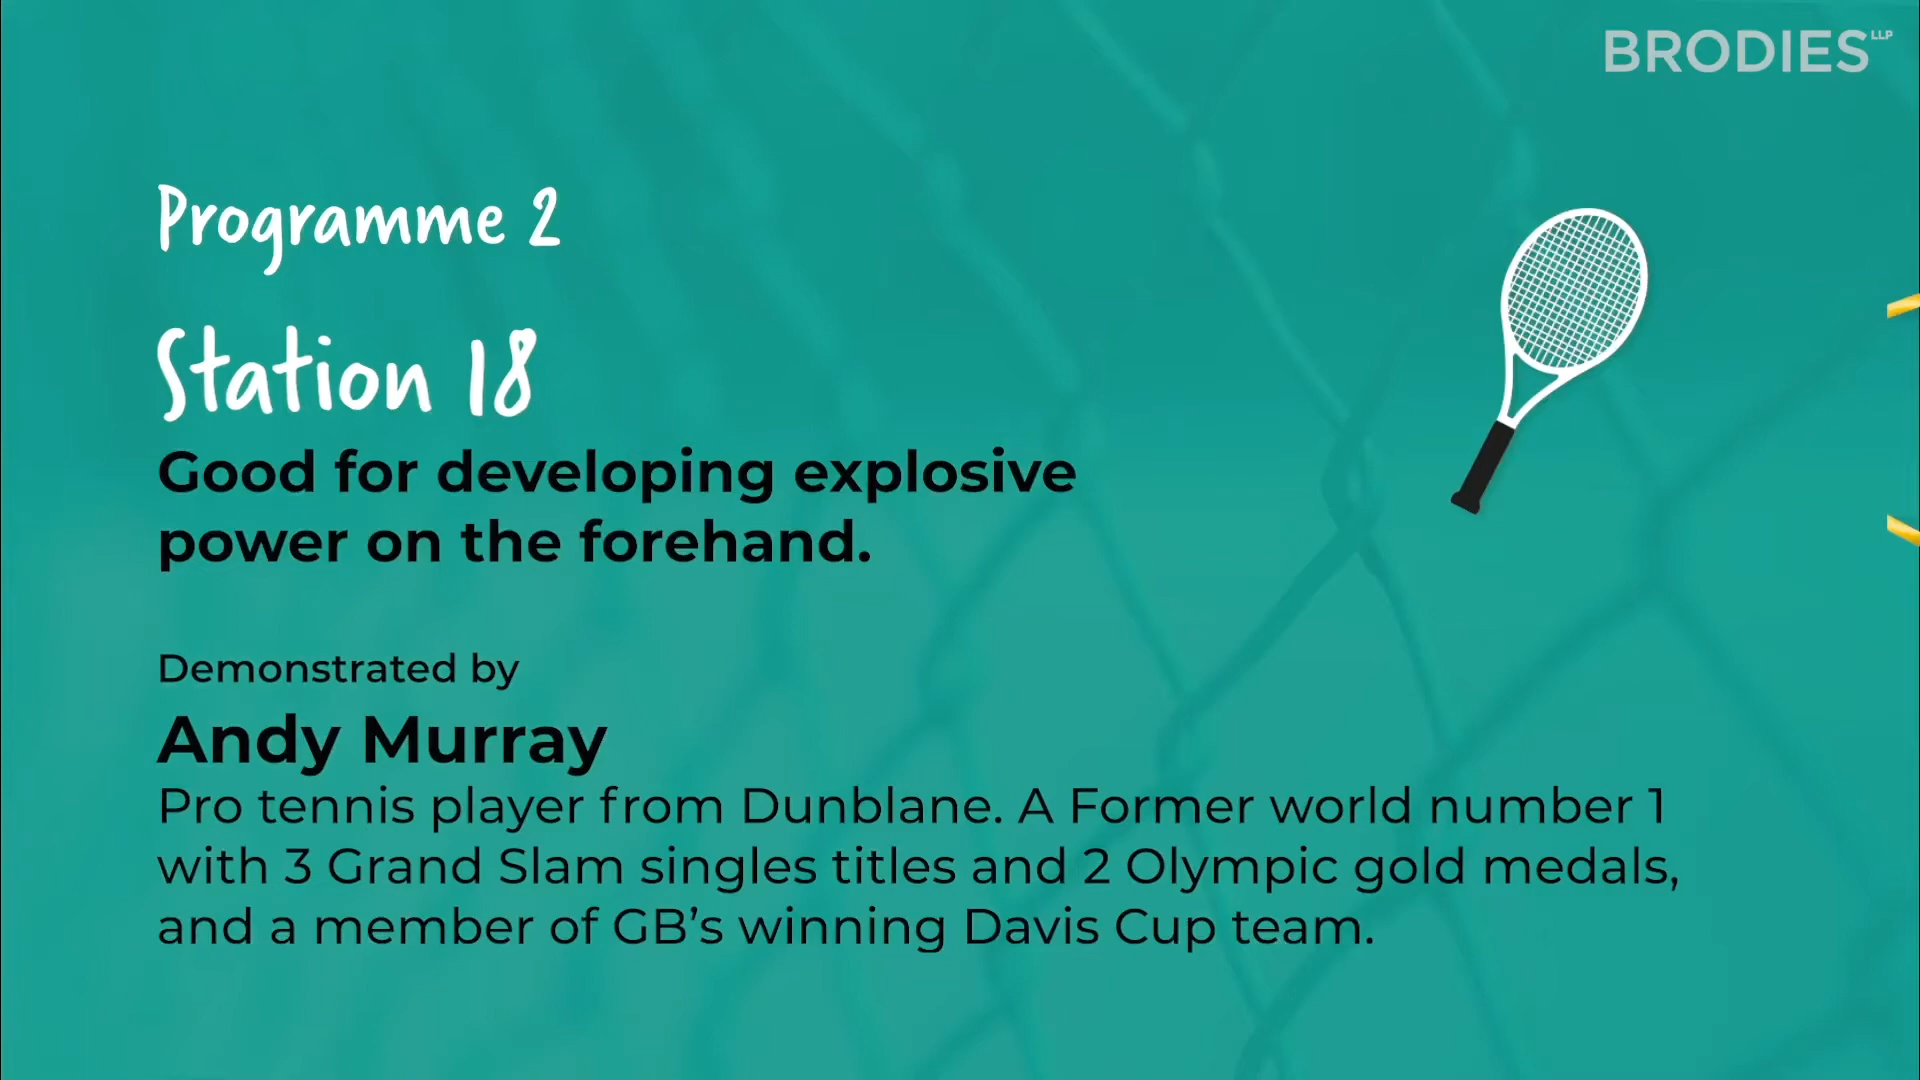 BRODIES LLP
Programme 2
Station 18
Good for developing explosive
power on the forehand.
Demonstrated by
Andy Murray
Pro tennis player from Dunblane. A Former world number 1
with 3 Grand Slam singles titles and 2 Olympic gold medals,
and a member of GB’s winning Davis Cup team.